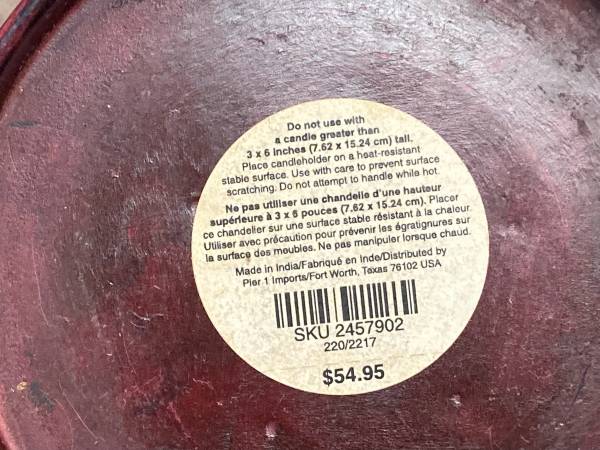 Do not use with
a candle greater than
3 x 6 inches (7.62 x 15.24 cm) tall.
Place candleholder on a heat-resistant
stable surface. Use with care to prevent surface
scratching. Do not attempt to handle while hot.
Ne pas utiliser une chandelle d'une hauteur
supérieure à 3 x 6 pouces (7.62 x 15.24 cm). Placer
ce chandelier sur une surface stable résistant à la chaleur.
Utiliser avec précaution pour prévenir les égratignures sur
la surface des meubles. Ne pas manipuler lorsque chaud.
Made in India/Fabriqué en Inde/Distributed by
Pier 1 Imports/Fort Worth, Texas 76102 USA
SKU 2457902
220/2217
$54.95